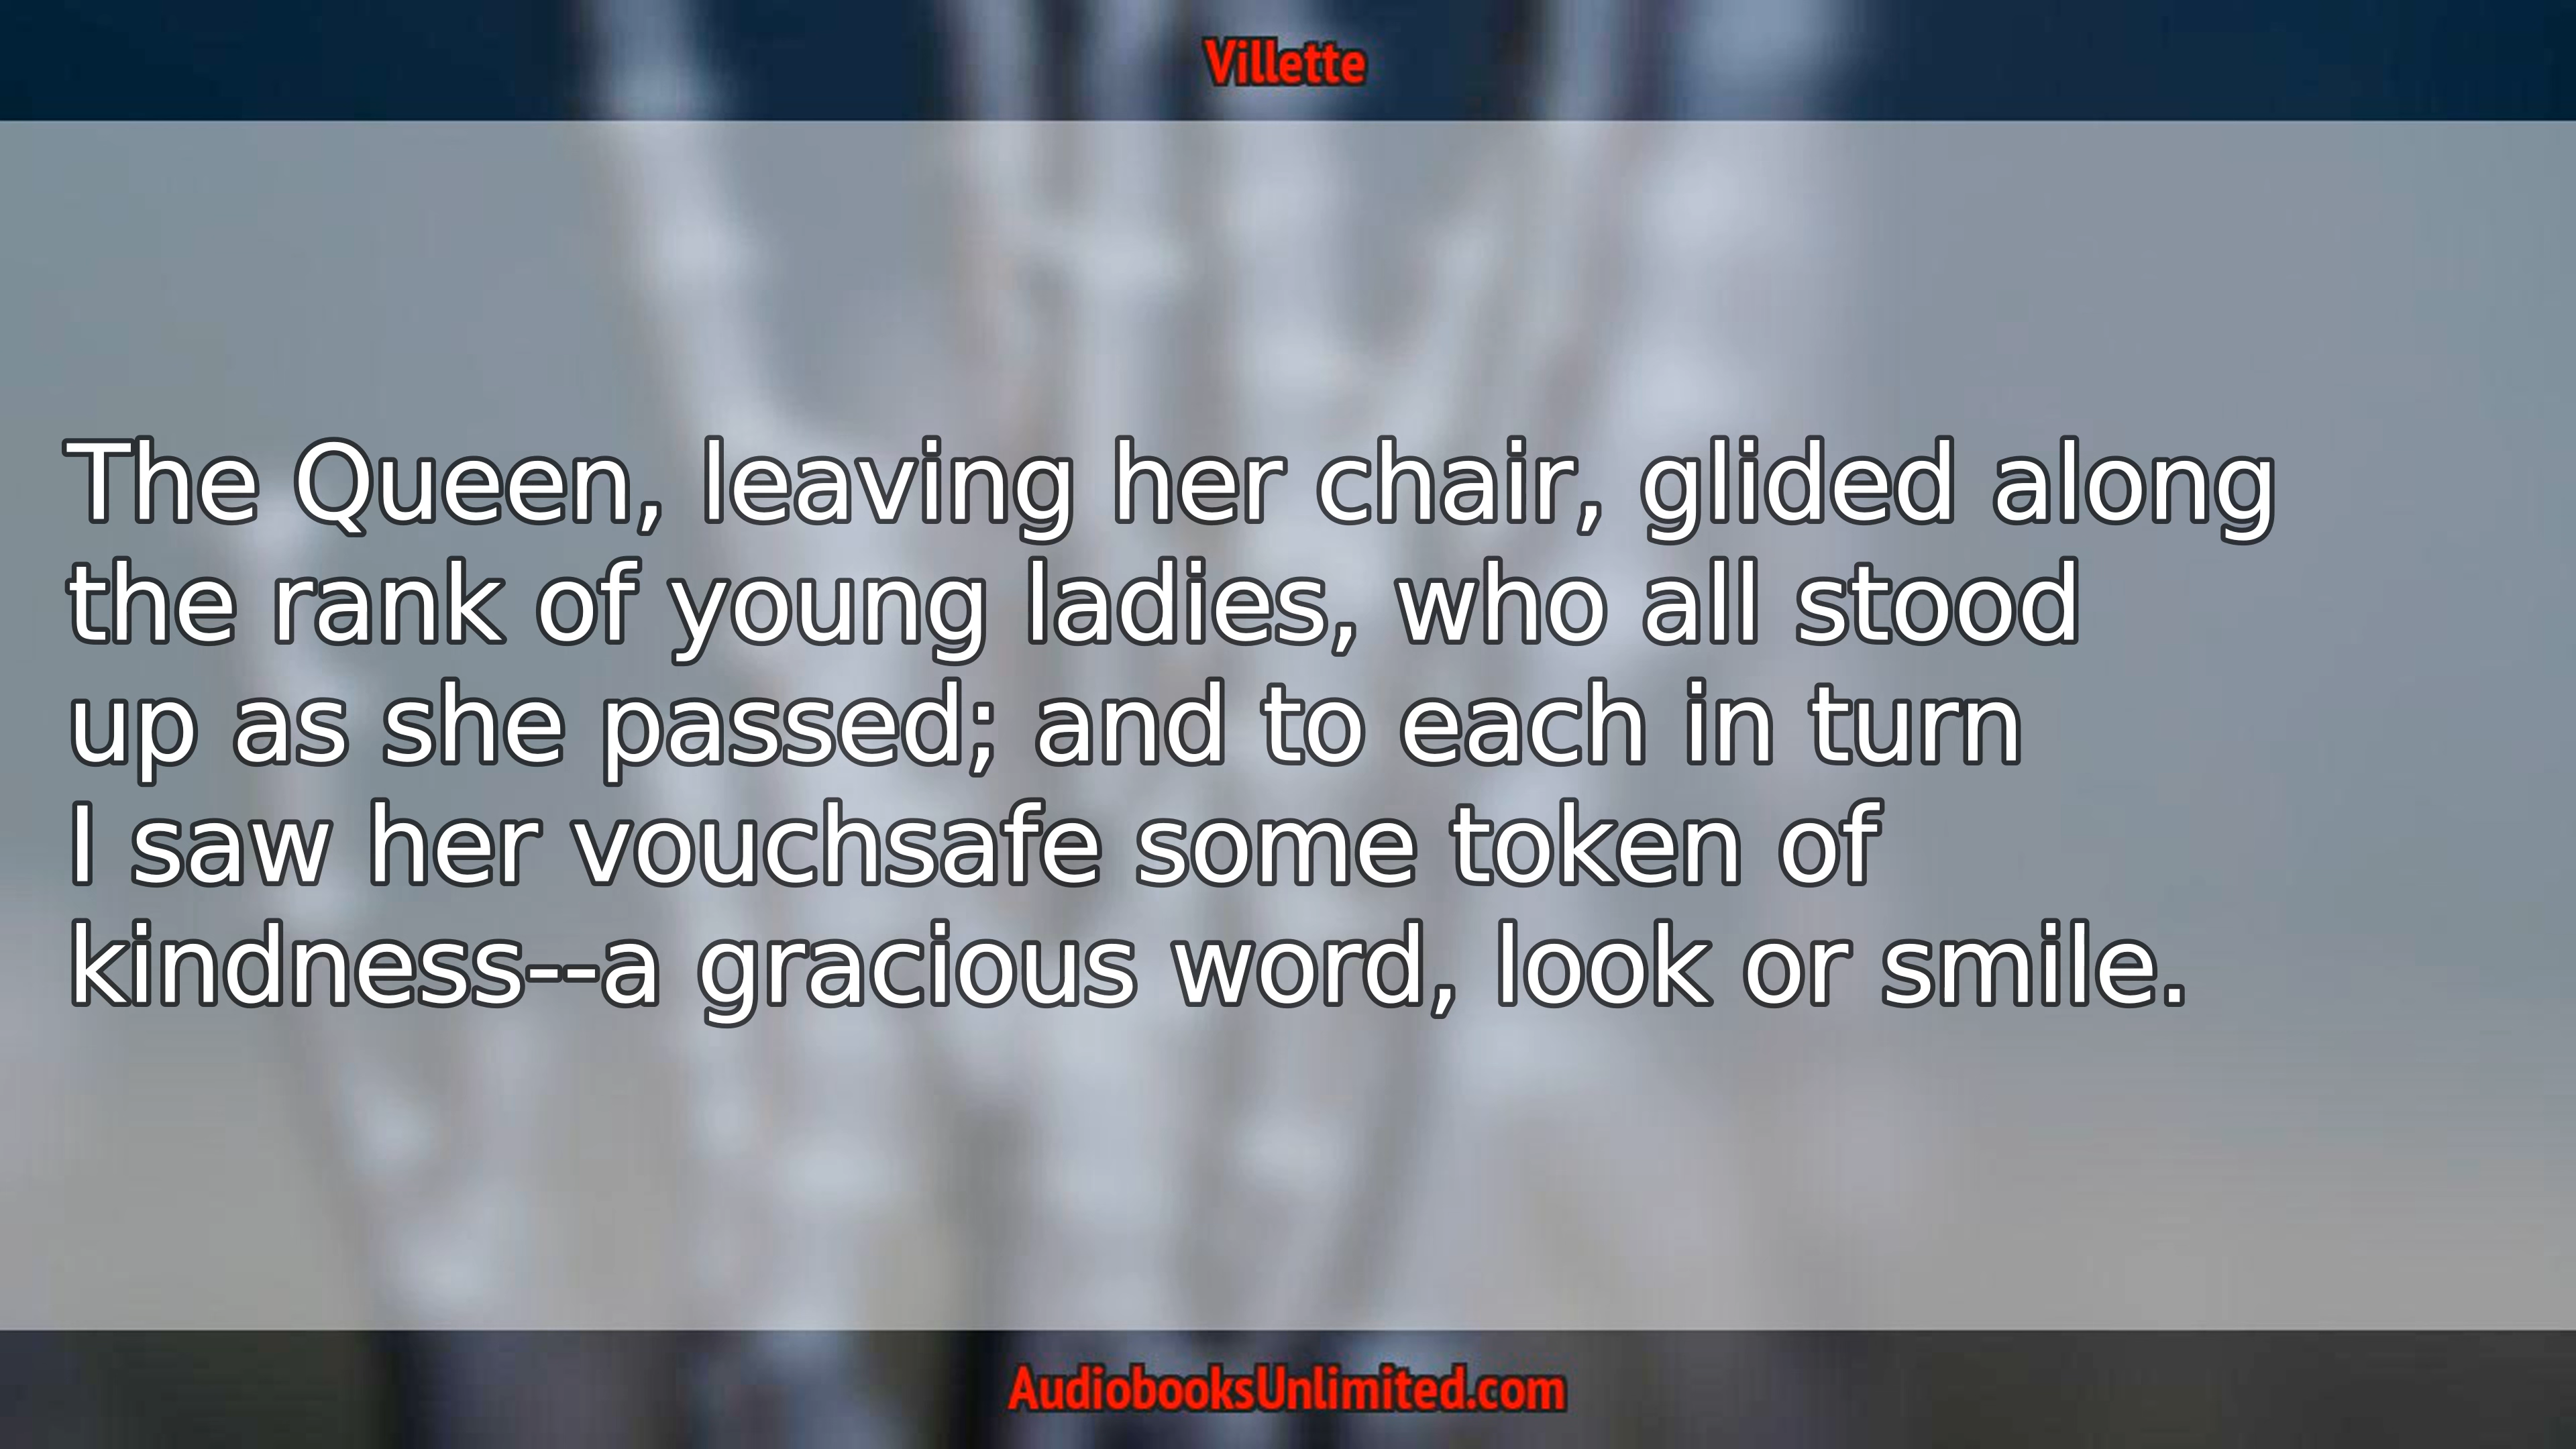 Villette
The Queen, leaving her chair, glided along
the rank of young ladies, who all stood
up as she passed; and to each in turn
I saw her vouchsafe some token of
kindness--a gracious word, look or smile.
AudiobooksUnlimited.com